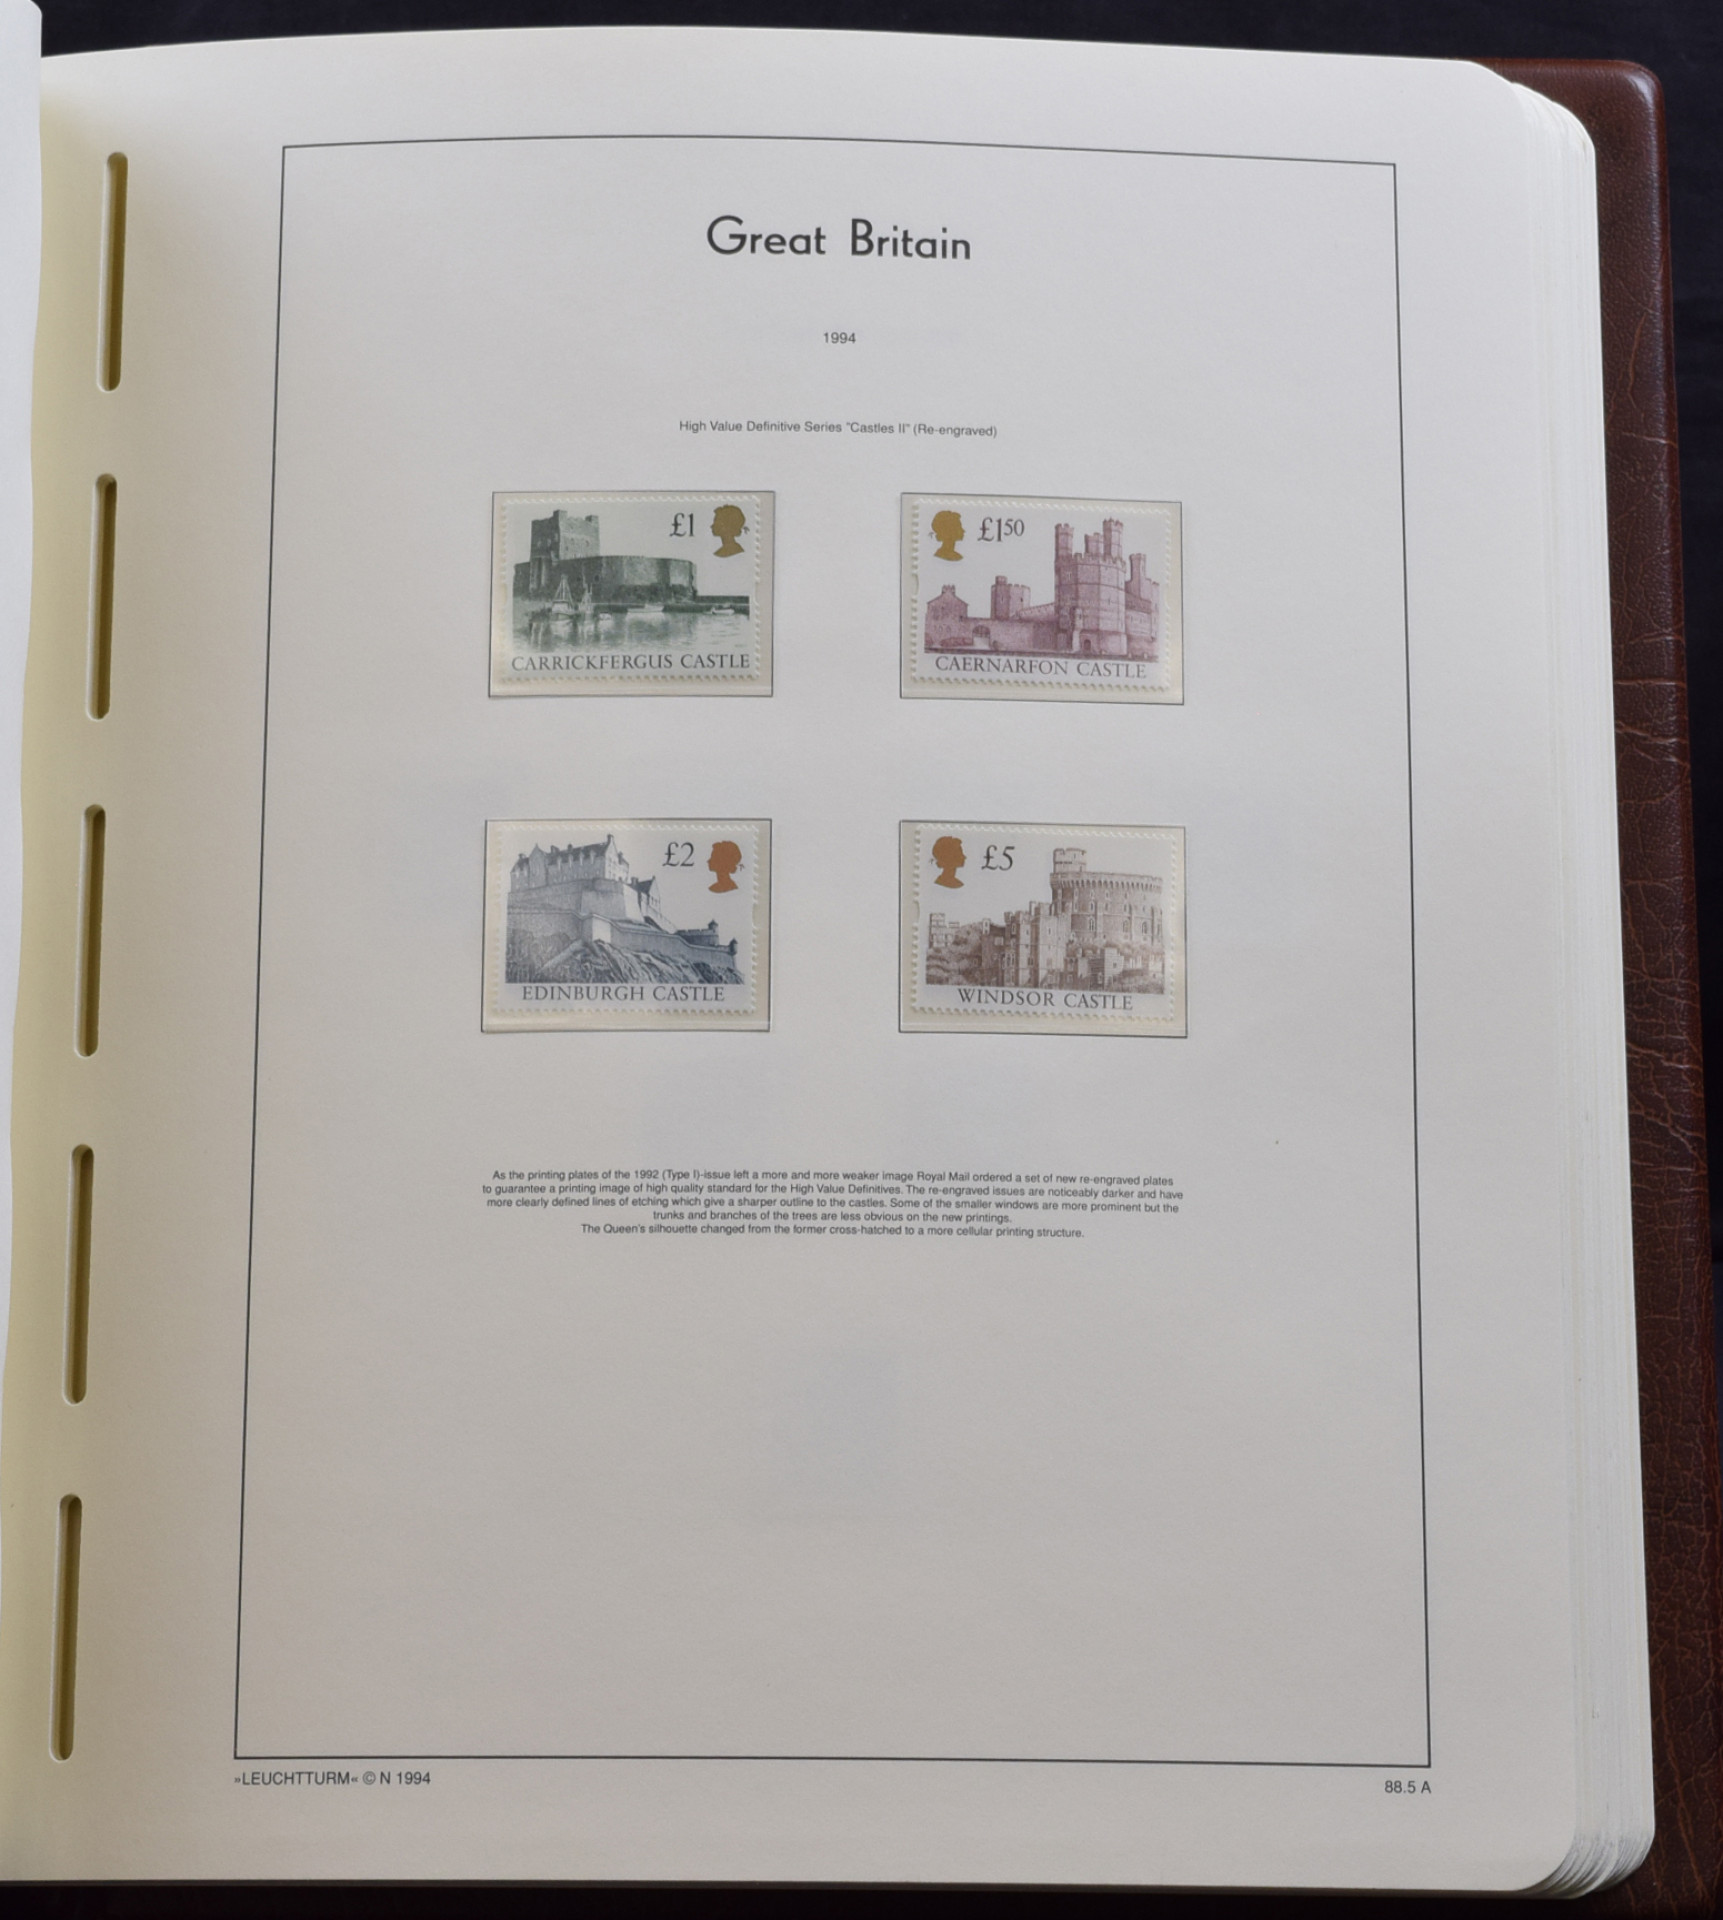 Great Britain
1994
High Value Definitive Series "Castles II" (Re-engraved)
£1
CARRICKFERGUS CASTLE
£1⁵⁰
CAERNARFON CASTLE
£2
EDINBURGH CASTLE
£5
WINDSOR CASTLE
As the printing plates of the 1992 (Type I)-issue left a more and more weaker image Royal Mail ordered a set of new re-engraved plates
to guarantee a printing image of high quality standard for the High Value Definitives. The re-engraved issues are noticeably darker and have
more clearly defined lines of etching which give a sharper outline to the castles. Some of the smaller windows are more prominent but the
trunks and branches of the trees are less obvious on the new printings.
The Queen's silhouette changed from the former cross-hatched to a more cellular printing structure.
»LEUCHTTURM« © N 1994
88.5 A